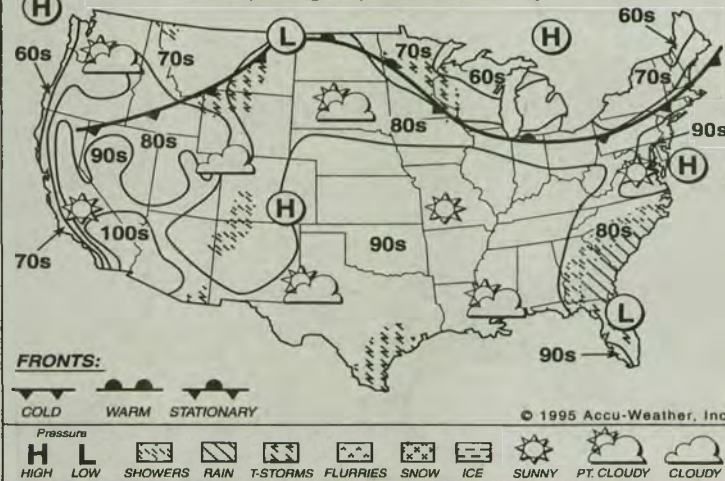 H
60s
70s
L
70s
H
60s
60s
70s
80s
80s
90s
90s
H
H
100s
90s
80s
70s
L
90s
FRONTS:
COLD WARM STATIONARY
© 1995 Accu-Weather, Inc
Pressure
H L
HIGH LOW SHOWERS RAIN T-STORMS FLURRIES SNOW ICE SUNNY PT. CLOUDY CLOUDY